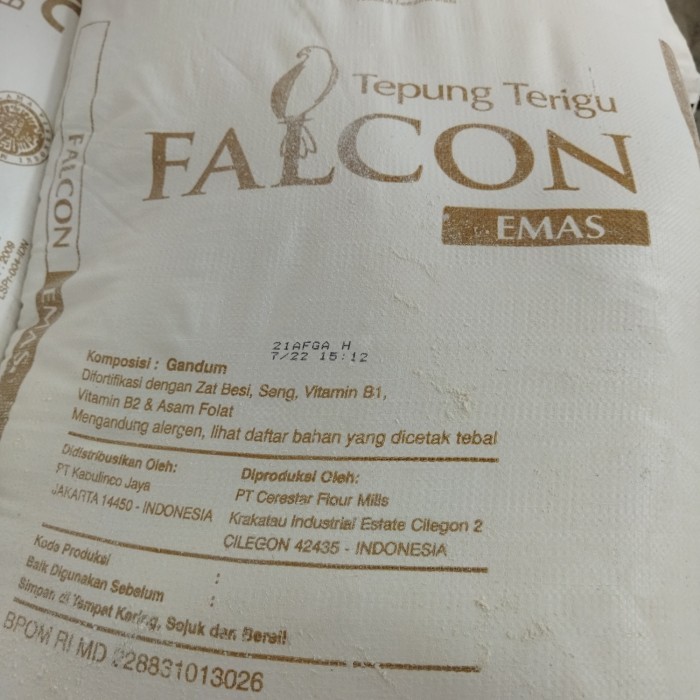 Tepung Terigu
FALCON
EMAS
FALCON
EMAS
21AFGA H
7/22 15:12
Komposisi : Gandum
Difortifikasi dengan Zat Besi, Seng, Vitamin B1,
Vitamin B2 & Asam Folat
Mengandung alergen, lihat daftar bahan yang dicetak tebal
Didistribusikan Oleh:
PT Kabulinco Jaya
JAKARTA 14450 - INDONESIA
Diproduksi Oleh:
PT Cerestar Flour Mills
Krakatau Industrial Estate Cilegon 2
CILEGON 42435 - INDONESIA
Kode Produksi :
Baik Digunakan Sebelum :
Simpan di Tempat Kering, Sejuk dan Bersih
BPOM RI MD 228831013026